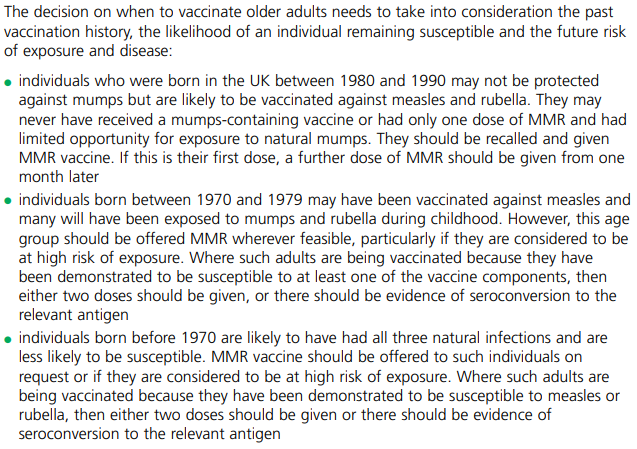 The decision on when to vaccinate older adults needs to take into consideration the past
vaccination history, the likelihood of an individual remaining susceptible and the future risk
of exposure and disease:
• individuals who were born in the UK between 1980 and 1990 may not be protected
against mumps but are likely to be vaccinated against measles and rubella. They may
never have received a mumps-containing vaccine or had only one dose of MMR and had
limited opportunity for exposure to natural mumps. They should be recalled and given
MMR vaccine. If this is their first dose, a further dose of MMR should be given from one
month later
• individuals born between 1970 and 1979 may have been vaccinated against measles and
many will have been exposed to mumps and rubella during childhood. However, this age
group should be offered MMR wherever feasible, particularly if they are considered to be
at high risk of exposure. Where such adults are being vaccinated because they have
been demonstrated to be susceptible to at least one of the vaccine components, then
either two doses should be given, or there should be evidence of seroconversion to the
relevant antigen
• individuals born before 1970 are likely to have had all three natural infections and are
less likely to be susceptible. MMR vaccine should be offered to such individuals on
request or if they are considered to be at high risk of exposure. Where such adults are
being vaccinated because they have been demonstrated to be susceptible to measles or
rubella, then either two doses should be given or there should be evidence of
seroconversion to the relevant antigen